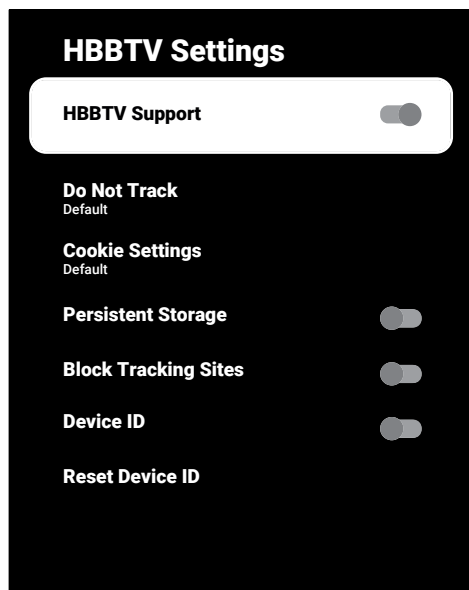 HBBTV Settings
HBBTV Support
Do Not Track
Default
Cookie Settings
Default
Persistent Storage
Block Tracking Sites
Device ID
Reset Device ID